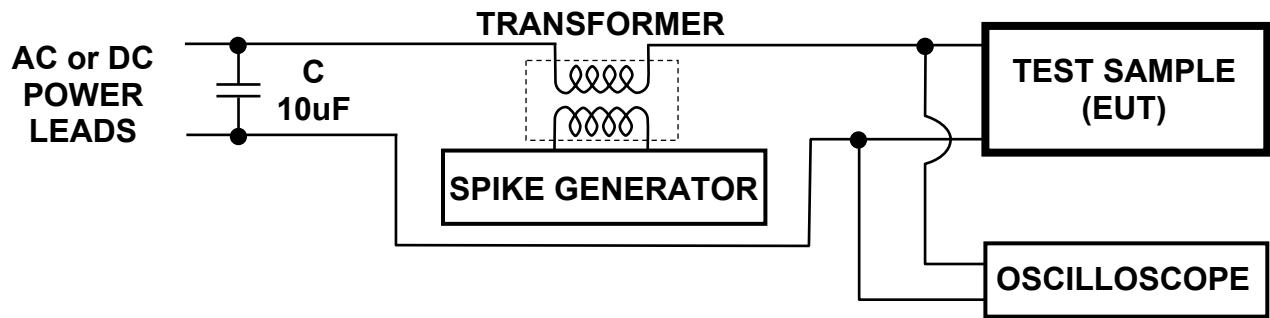 TRANSFORMER
AC or DC
POWER
LEADS
C
10uF
TEST SAMPLE
(EUT)
SPIKE GENERATOR
OSCILLOSCOPE